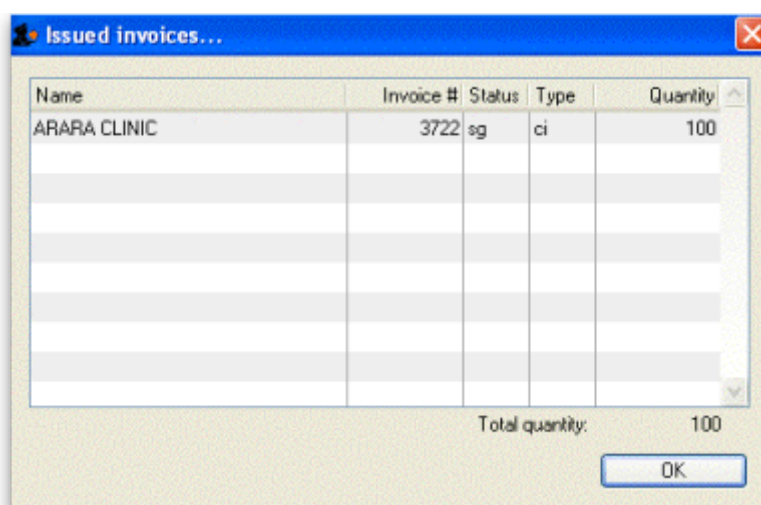 Issued invoices...
Name Invoice # Status Type Quantity
ARARA CLINIC 3722 sg ci 100
Total quantity: 100
OK